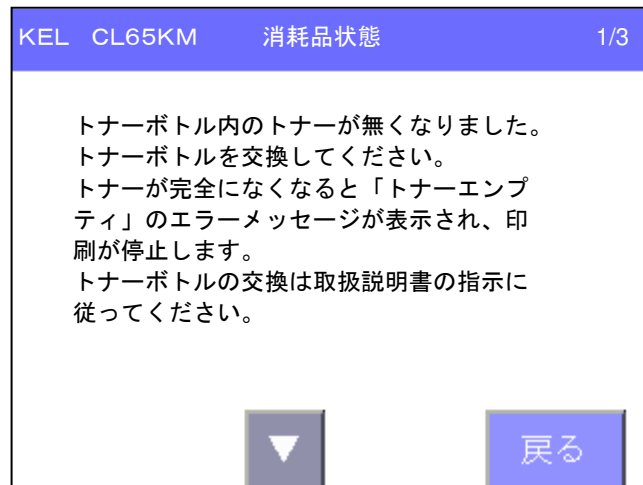 KEL CL65KM 消耗品状態 1/3
トナーボトル内のトナーが無くなりました。
トナーボトルを交換してください。
トナーが完全になくなると「トナーエンプ
ティ」のエラーメッセージが表示され、印
刷が停止します。
トナーボトルの交換は取扱説明書の指示に
従ってください。
▼ 戻る